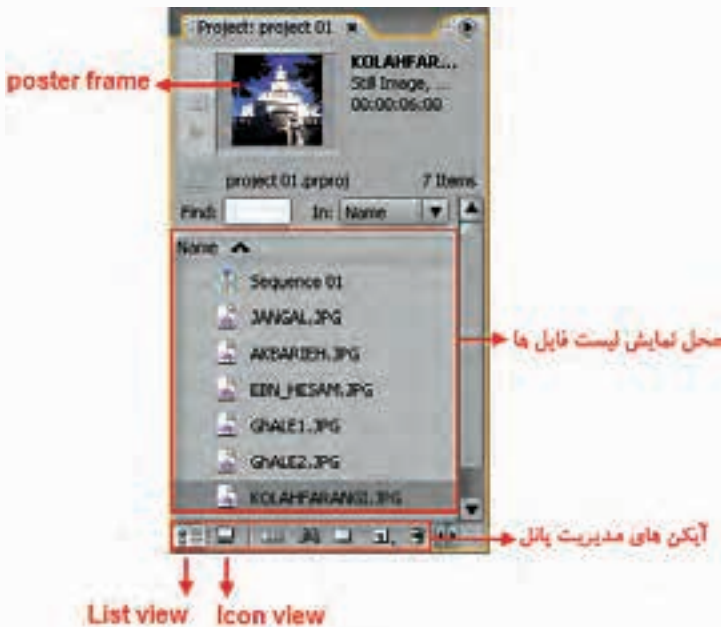 Project: project 01
poster frame
KOLAHFAR...
Still Image, ...
00:00:06:00
project 01.prproj
7 Items
Find:
In: Name
Name
Sequence 01
JANGAL.JPG
AKBARIEH.JPG
EBN_HESAM.JPG
GhALE1.JPG
GhALE2.JPG
KOLAHFARANGI.JPG
محل نمایش لیست فایل ها
آیکن های مدیریت پانل
List view
Icon view